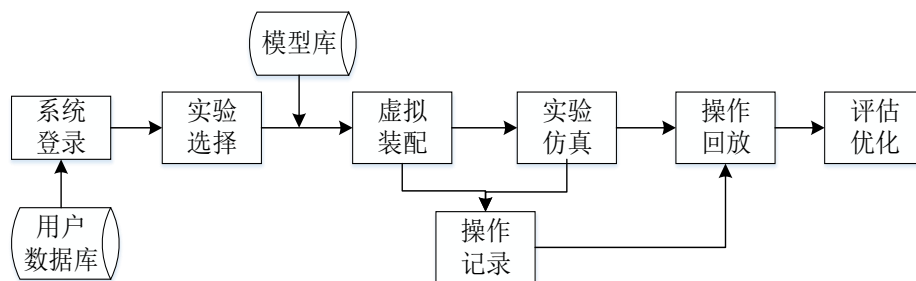 模型库
系统
登录
实验
选择
虚拟
装配
实验
仿真
操作
回放
评估
优化
用户
数据库
操作
记录